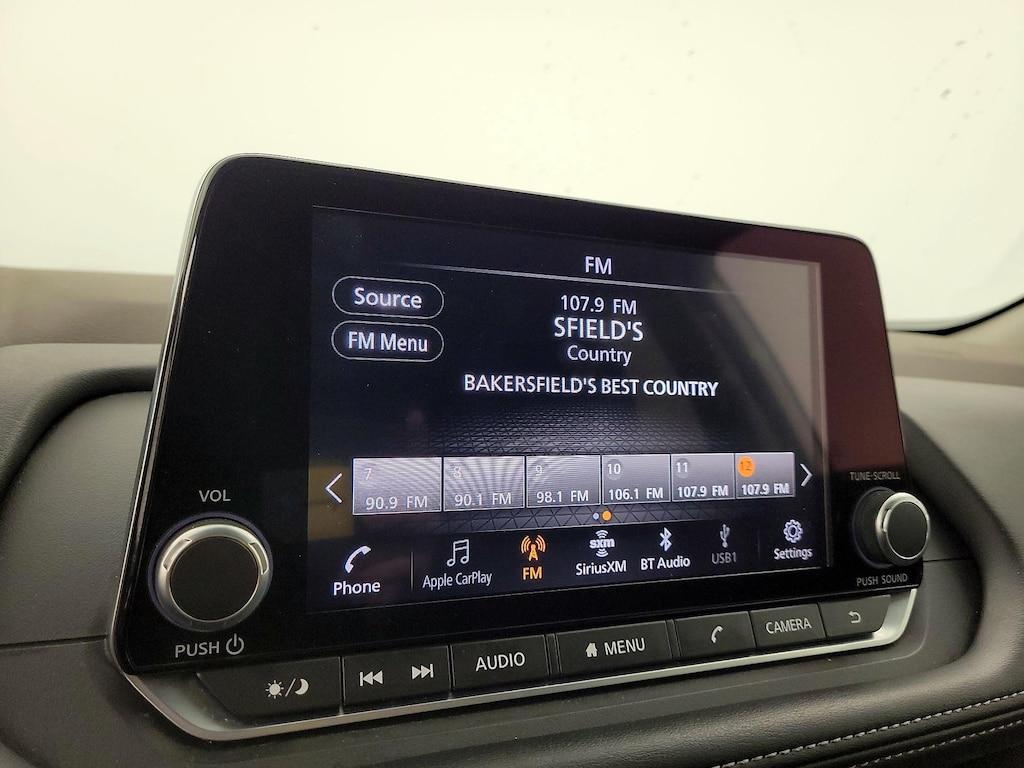 FM
Source
107.9 FM
SFIELD'S
FM Menu
Country
BAKERSFIELD'S BEST COUNTRY
7 8 9 10 11 12
90.9 FM 90.1 FM 98.1 FM 106.1 FM 107.9 FM 107.9 FM
VOL
TUNE·SCROLL
sxm
Phone Apple CarPlay FM SiriusXM BT Audio USB1 Settings
PUSH
PUSH SOUND
AUDIO MENU CAMERA